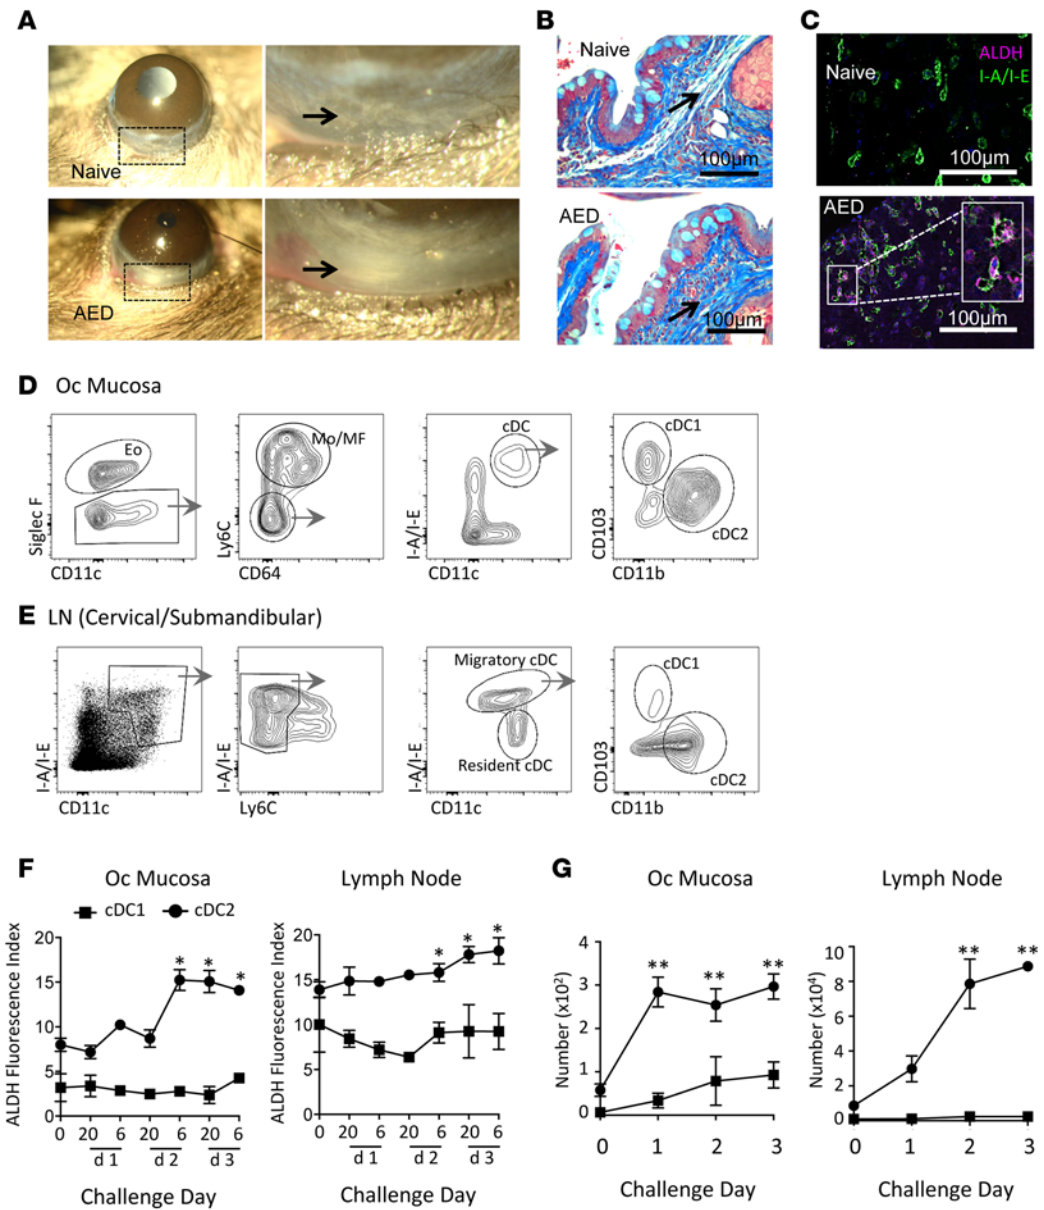 A
B
C
Naive
AED
Naive
100μm
AED
100μm
ALDH
Naive
I-A/I-E
100μm
AED
100μm
D Oc Mucosa
Eo
Siglec F
CD11c
Mo/MF
Ly6C
CD64
cDC
I-A/I-E
CD11c
cDC1
cDC2
CD103
CD11b
E LN (Cervical/Submandibular)
I-A/I-E
CD11c
I-A/I-E
Ly6C
Migratory cDC
Resident cDC
I-A/I-E
CD11c
cDC1
cDC2
CD103
CD11b
F
Oc Mucosa
Lymph Node
cDC1 cDC2
ALDH Fluorescence Index
20
15
10
5
0
* * *
0 20 6 20 6 20 6
d 1 d 2 d 3
Challenge Day
ALDH Fluorescence Index
20
15
10
5
0
* * *
0 20 6 20 6 20 6
d 1 d 2 d 3
Challenge Day
G
Oc Mucosa
Lymph Node
Number (x10²)
4
3
2
1
0
** ** **
0 1 2 3
Challenge Day
Number (x10⁴)
10
8
6
4
2
0
** **
0 1 2 3
Challenge Day